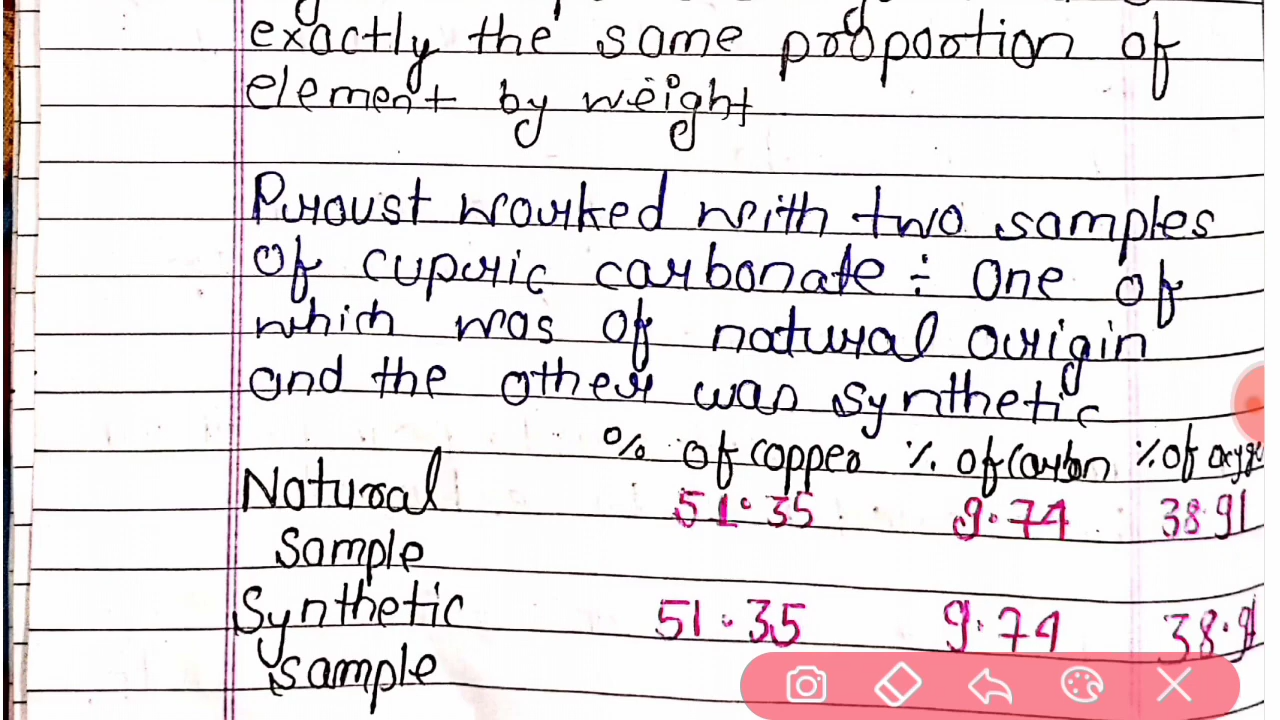 exactly the same proportion of
element by weight
Proust worked with two samples
of cupric carbonate ÷ One of
which was of natural origin
and the other was synthetic
% of copper % of Carbon % of oxyge
Natural 51.35 9.74 38.91
Sample
Synthetic 51.35 9.74 38.9
Sample